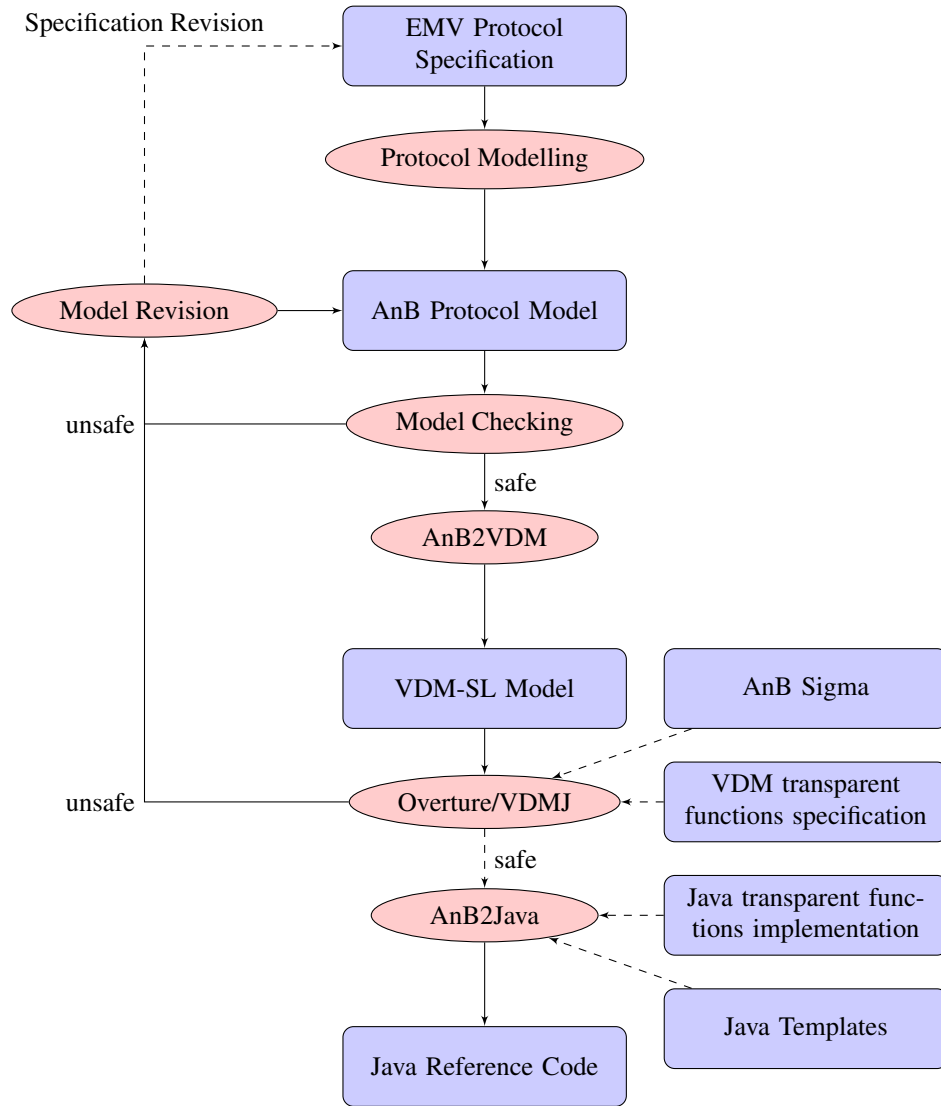 Specification Revision
EMV Protocol
Specification
Protocol Modelling
Model Revision
AnB Protocol Model
unsafe
Model Checking
safe
AnB2VDM
VDM-SL Model
AnB Sigma
unsafe
Overture/VDMJ
VDM transparent
functions specification
safe
AnB2Java
Java transparent func-
tions implementation
Java Templates
Java Reference Code